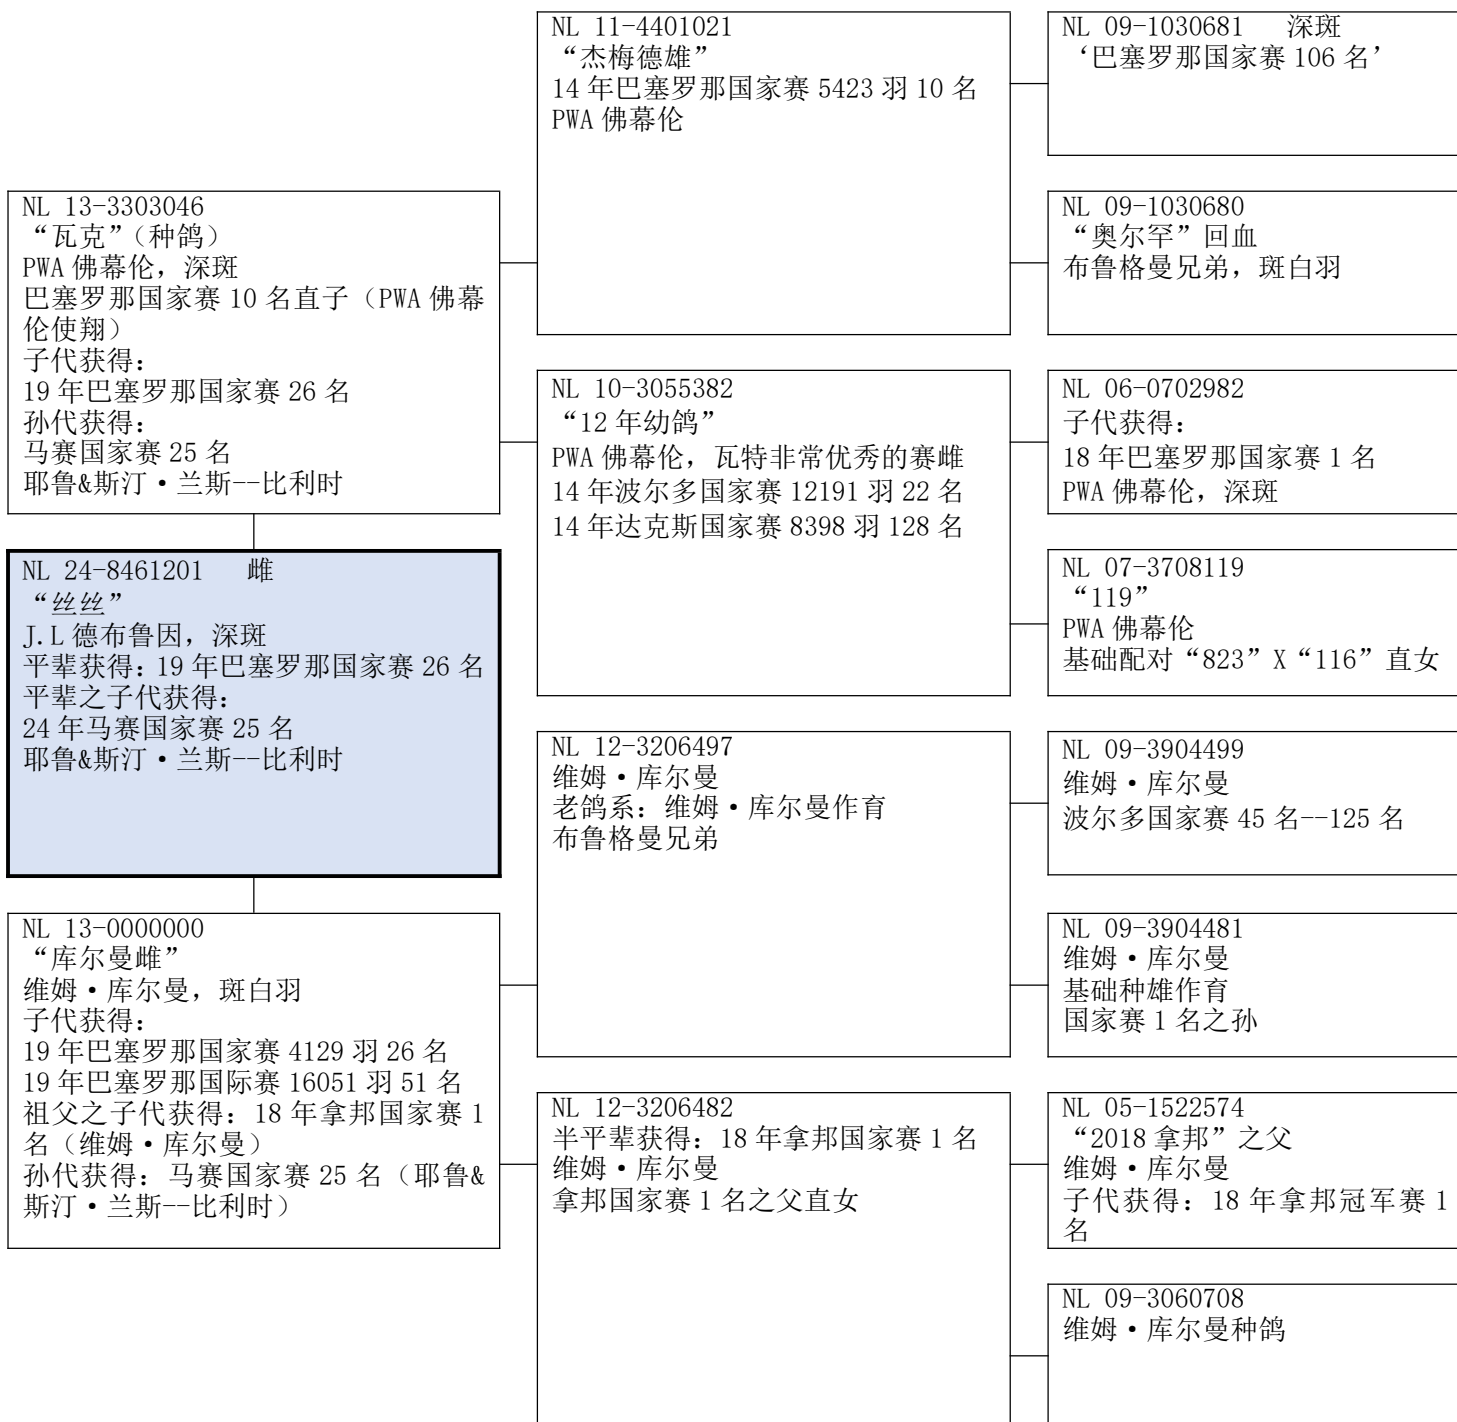 NL 13-3303046
“瓦克”（种鸽）
PWA 佛幕伦，深斑
巴塞罗那国家赛 10 名直子（PWA 佛幕
伦使翔）
子代获得：
19 年巴塞罗那国家赛 26 名
孙代获得：
马赛国家赛 25 名
耶鲁&斯汀·兰斯--比利时
NL 24-8461201 雌
“丝丝”
J.L 德布鲁因，深斑
平辈获得：19 年巴塞罗那国家赛 26 名
平辈之子代获得：
24 年马赛国家赛 25 名
耶鲁&斯汀·兰斯--比利时
NL 13-0000000
“库尔曼雌”
维姆·库尔曼，斑白羽
子代获得：
19 年巴塞罗那国家赛 4129 羽 26 名
19 年巴塞罗那国际赛 16051 羽 51 名
祖父之子代获得：18 年拿邦国家赛 1
名（维姆·库尔曼）
孙代获得：马赛国家赛 25 名（耶鲁&
斯汀·兰斯--比利时）
NL 11-4401021
“杰梅德雄”
14 年巴塞罗那国家赛 5423 羽 10 名
PWA 佛幕伦
NL 10-3055382
“12 年幼鸽”
PWA 佛幕伦，瓦特非常优秀的赛雌
14 年波尔多国家赛 12191 羽 22 名
14 年达克斯国家赛 8398 羽 128 名
NL 12-3206497
维姆·库尔曼
老鸽系：维姆·库尔曼作育
布鲁格曼兄弟
NL 12-3206482
半平辈获得：18 年拿邦国家赛 1 名
维姆·库尔曼
拿邦国家赛 1 名之父直女
NL 09-1030681 深斑
‘巴塞罗那国家赛 106 名’
NL 09-1030680
“奥尔罕”回血
布鲁格曼兄弟，斑白羽
NL 06-0702982
子代获得：
18 年巴塞罗那国家赛 1 名
PWA 佛幕伦，深斑
NL 07-3708119
“119”
PWA 佛幕伦
基础配对“823”X“116”直女
NL 09-3904499
维姆·库尔曼
波尔多国家赛 45 名--125 名
NL 09-3904481
维姆·库尔曼
基础种雄作育
国家赛 1 名之孙
NL 05-1522574
“2018 拿邦”之父
维姆·库尔曼
子代获得：18 年拿邦冠军赛 1
名
NL 09-3060708
维姆·库尔曼种鸽